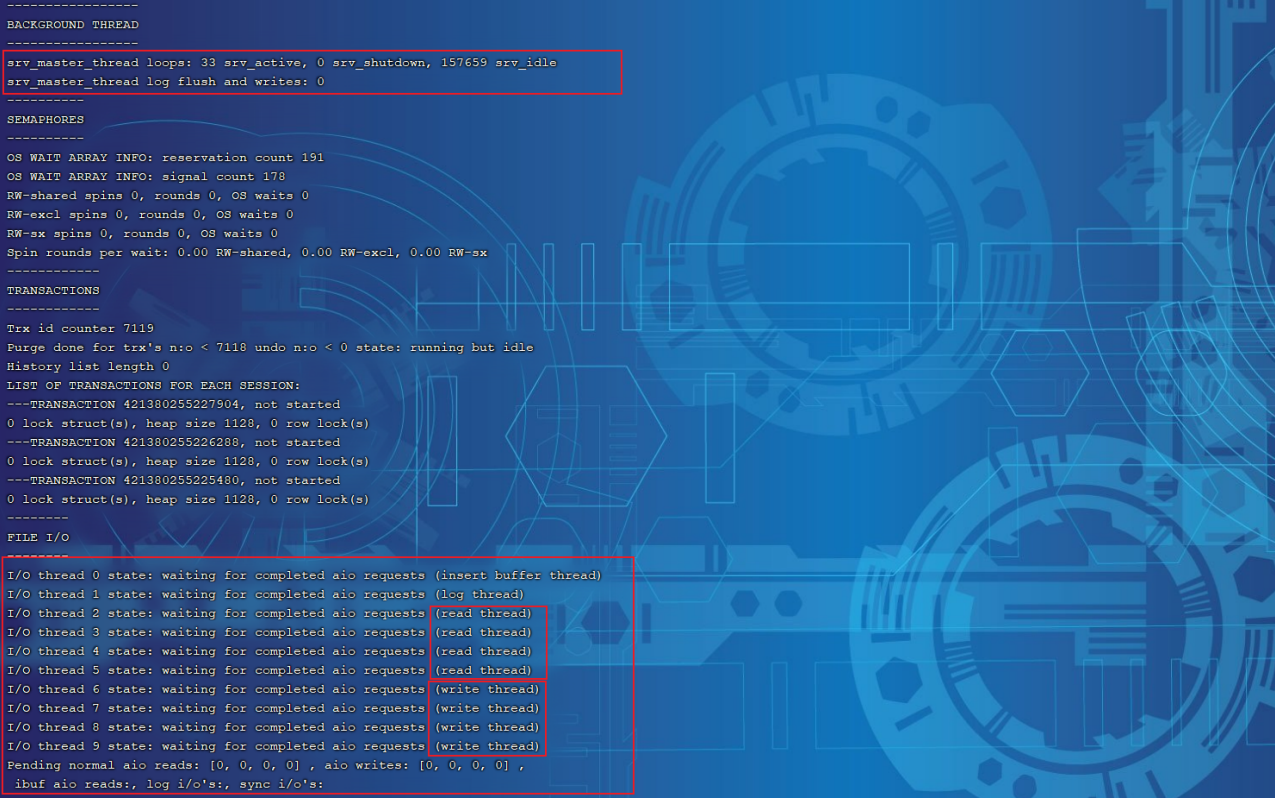 -----------------
BACKGROUND THREAD
-----------------
srv_master_thread loops: 33 srv_active, 0 srv_shutdown, 157659 srv_idle
srv_master_thread log flush and writes: 0
----------
SEMAPHORES
----------
OS WAIT ARRAY INFO: reservation count 191
OS WAIT ARRAY INFO: signal count 178
RW-shared spins 0, rounds 0, OS waits 0
RW-excl spins 0, rounds 0, OS waits 0
RW-sx spins 0, rounds 0, OS waits 0
Spin rounds per wait: 0.00 RW-shared, 0.00 RW-excl, 0.00 RW-sx
------------
TRANSACTIONS
------------
Trx id counter 7119
Purge done for trx's n:o < 7118 undo n:o < 0 state: running but idle
History list length 0
LIST OF TRANSACTIONS FOR EACH SESSION:
---TRANSACTION 421380255227904, not started
0 lock struct(s), heap size 1128, 0 row lock(s)
---TRANSACTION 421380255226288, not started
0 lock struct(s), heap size 1128, 0 row lock(s)
---TRANSACTION 421380255225480, not started
0 lock struct(s), heap size 1128, 0 row lock(s)
--------
FILE I/O
--------
I/O thread 0 state: waiting for completed aio requests (insert buffer thread)
I/O thread 1 state: waiting for completed aio requests (log thread)
I/O thread 2 state: waiting for completed aio requests (read thread)
I/O thread 3 state: waiting for completed aio requests (read thread)
I/O thread 4 state: waiting for completed aio requests (read thread)
I/O thread 5 state: waiting for completed aio requests (read thread)
I/O thread 6 state: waiting for completed aio requests (write thread)
I/O thread 7 state: waiting for completed aio requests (write thread)
I/O thread 8 state: waiting for completed aio requests (write thread)
I/O thread 9 state: waiting for completed aio requests (write thread)
Pending normal aio reads: [0, 0, 0, 0] , aio writes: [0, 0, 0, 0] ,
 ibuf aio reads:, log i/o's:, sync i/o's: